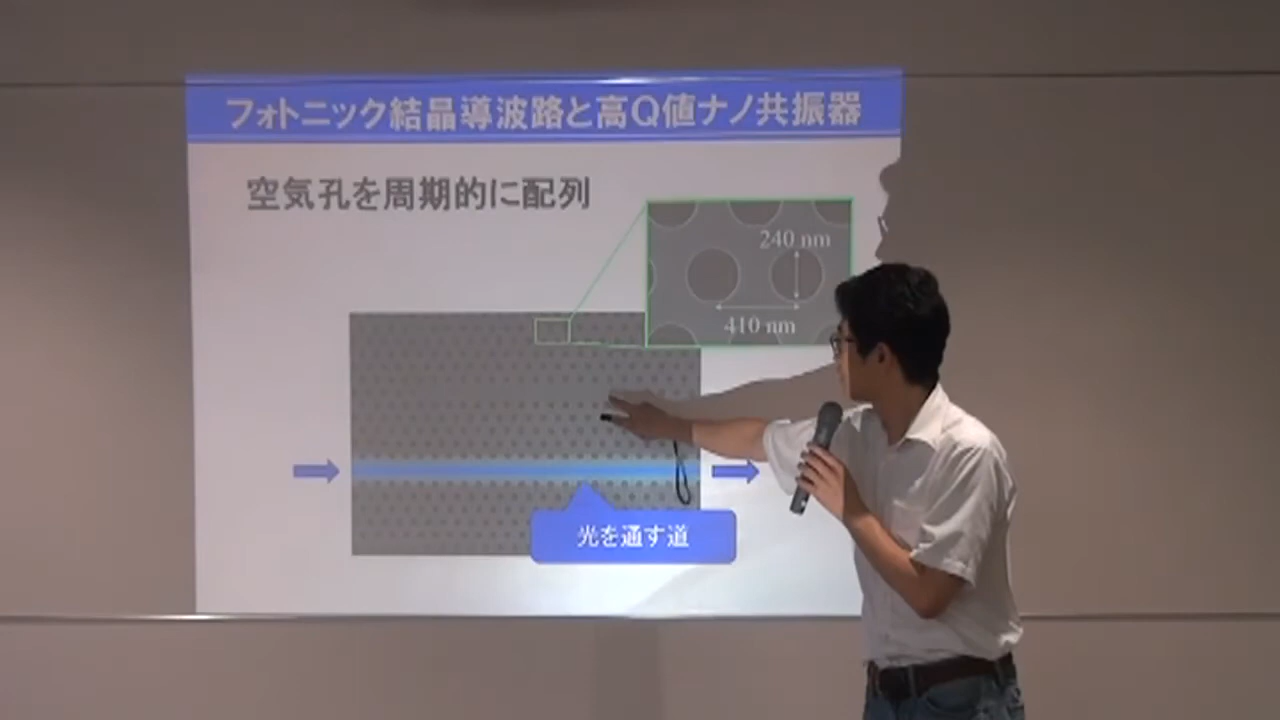 フォトニック結晶導波路と高Q値ナノ共振器
空気孔を周期的に配列
240 nm
410 nm
光を通す道